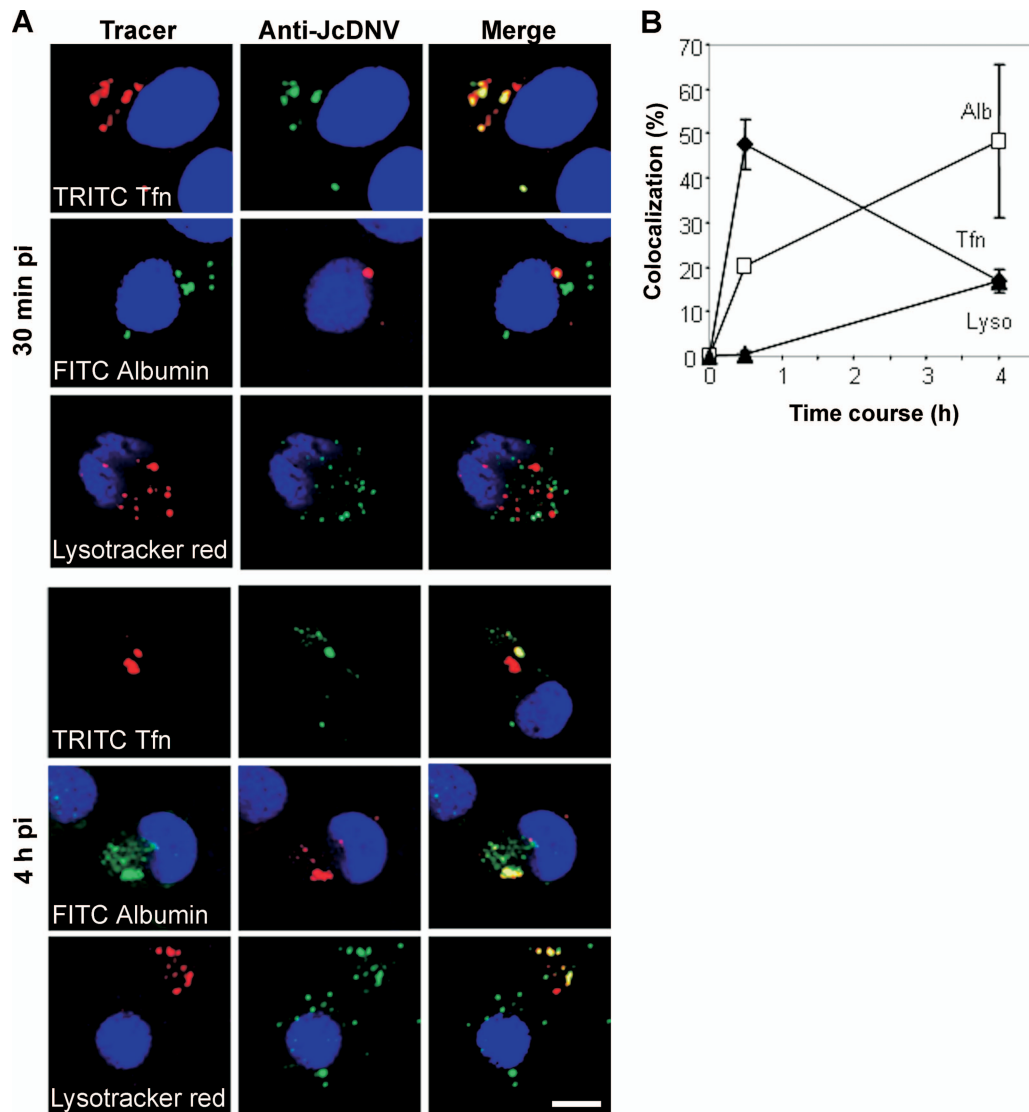 A
Tracer Anti-JcDNV Merge
30 min pi
TRITC Tfn
FITC Albumin
Lysotracker red
4 h pi
TRITC Tfn
FITC Albumin
Lysotracker red
B
Colocalization (%)
70
60
50
40
30
20
10
0
Alb
Tfn
Lyso
0 1 2 3 4
Time course (h)